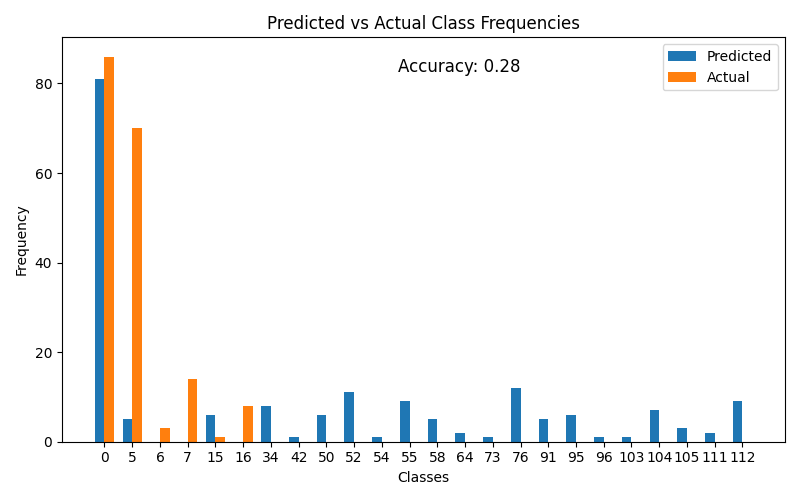 Predicted vs Actual Class Frequencies
Accuracy: 0.28
Predicted
Actual
Frequency
80
60
40
20
0
0 5 6 7 15 16 34 42 50 52 54 55 58 64 73 76 91 95 96 103 104 105 111 112
Classes